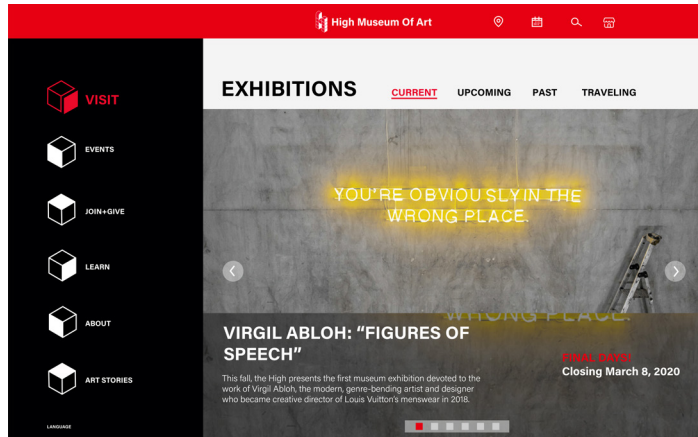 High Museum Of Art
VISIT
EVENTS
JOIN+GIVE
LEARN
ABOUT
ART STORIES
LANGUAGE
EXHIBITIONS
CURRENT UPCOMING PAST TRAVELING
YOU'RE OBVIOUSLY IN THE
WRONG PLACE.
WRONG PLACE.
VIRGIL ABLOH: “FIGURES OF
SPEECH”
This fall, the High presents the first museum exhibition devoted to the
work of Virgil Abloh, the modern, genre-bending artist and designer
who became creative director of Louis Vuitton's menswear in 2018.
FINAL DAYS!
Closing March 8, 2020